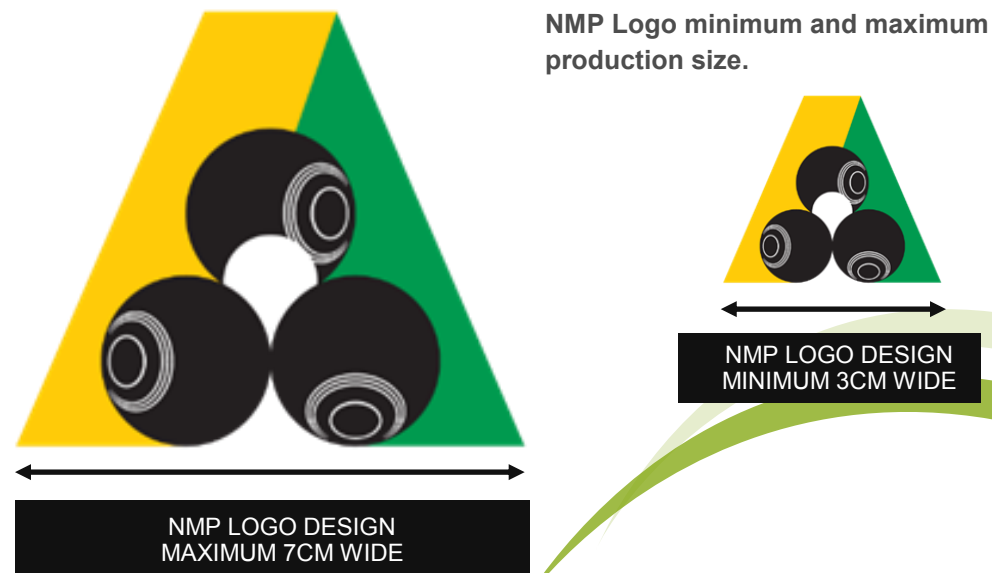 NMP Logo minimum and maximum
production size.
NMP LOGO DESIGN
MINIMUM 3CM WIDE
NMP LOGO DESIGN
MAXIMUM 7CM WIDE